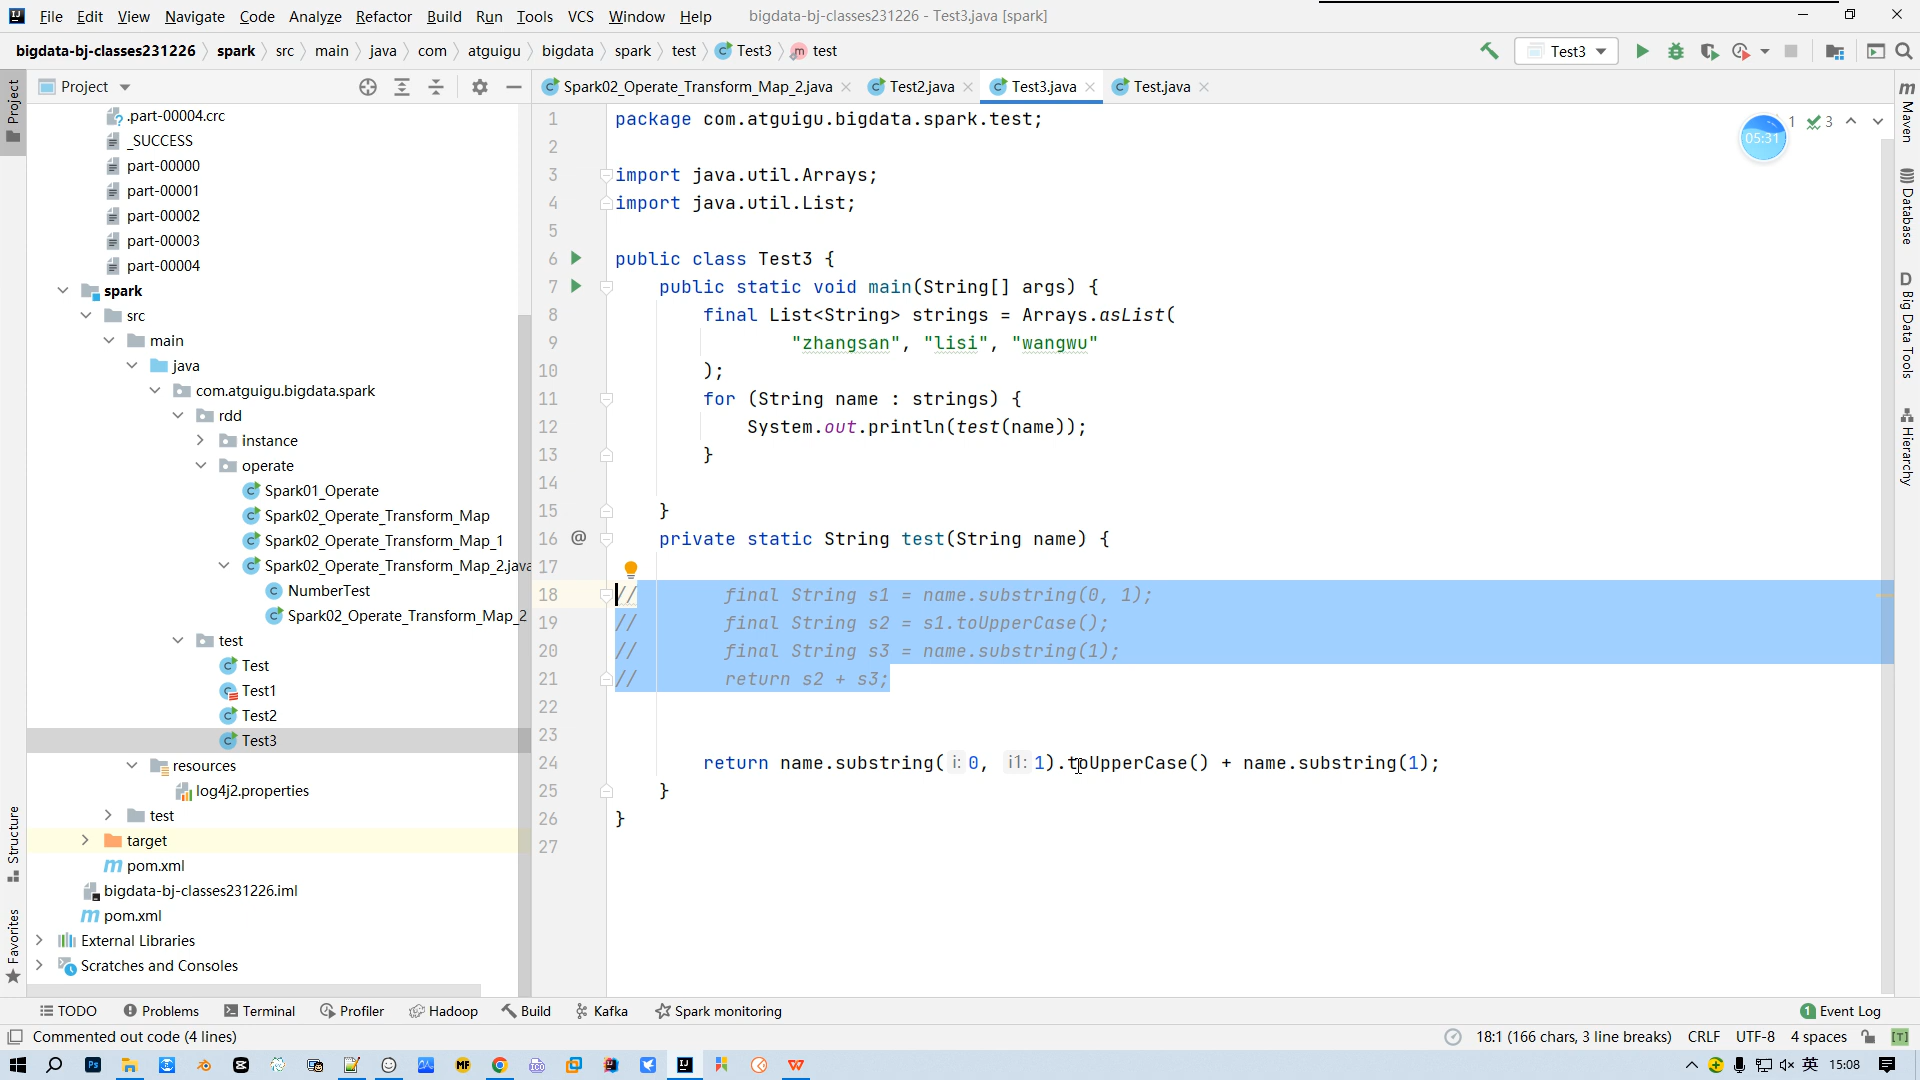 File Edit View Navigate Code Analyze Refactor Build Run Tools VCS Window Help bigdata-bj-classes231226 - Test3.java [spark]
bigdata-bj-classes231226 spark src main java com atguigu bigdata spark test Test3 test
Test3
Project
Spark02_Operate_Transform_Map_2.java Test2.java Test3.java Test.java
.part-00004.crc
_SUCCESS
part-00000
part-00001
part-00002
part-00003
part-00004
spark
src
main
java
com.atguigu.bigdata.spark
rdd
instance
operate
Spark01_Operate
Spark02_Operate_Transform_Map
Spark02_Operate_Transform_Map_1
Spark02_Operate_Transform_Map_2.java
NumberTest
Spark02_Operate_Transform_Map_2
test
Test
Test1
Test2
Test3
resources
log4j2.properties
test
target
pom.xml
bigdata-bj-classes231226.iml
pom.xml
External Libraries
Scratches and Consoles
1 package com.atguigu.bigdata.spark.test;
2
3 import java.util.Arrays;
4 import java.util.List;
5
6 public class Test3 {
7 public static void main(String[] args) {
8 final List<String> strings = Arrays.asList(
9 "zhangsan", "lisi", "wangwu"
10 );
11 for (String name : strings) {
12 System.out.println(test(name));
13 }
14
15 }
16 @ private static String test(String name) {
17
18 // final String s1 = name.substring(0, 1);
19 // final String s2 = s1.toUpperCase();
20 // final String s3 = name.substring(1);
21 // return s2 + s3;
22
23
24 return name.substring( i: 0, i1: 1).toUpperCase() + name.substring(1);
25 }
26 }
27
05:31 1 3
Project
Structure
Favorites
Maven
Database
Big Data Tools
Hierarchy
TODO Problems Terminal Profiler Hadoop Build Kafka Spark monitoring 1 Event Log
Commented out code (4 lines) 18:1 (166 chars, 3 line breaks) CRLF UTF-8 4 spaces
英 15:08